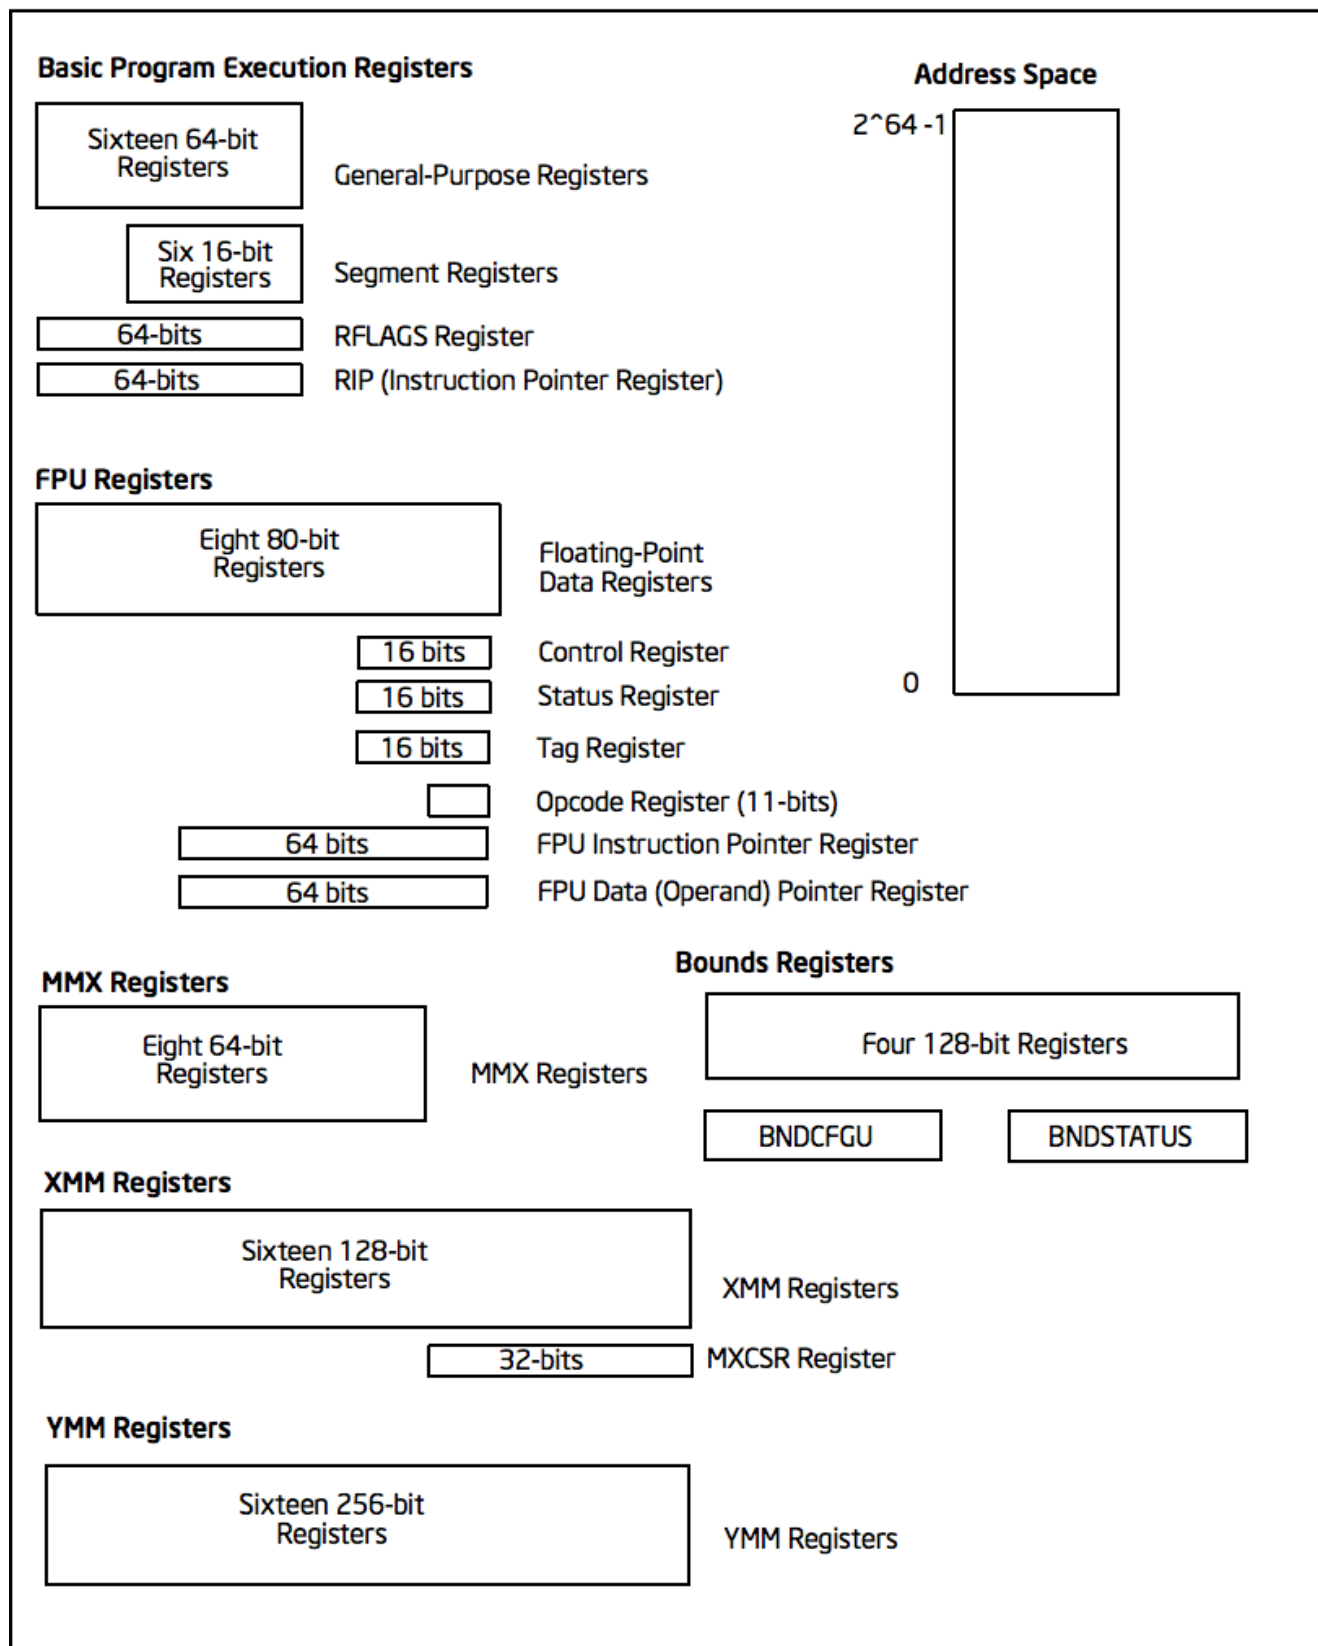 Basic Program Execution Registers
Address Space
Sixteen 64-bit
Registers
General-Purpose Registers
2^64 -1
Six 16-bit
Registers
Segment Registers
64-bits
RFLAGS Register
64-bits
RIP (Instruction Pointer Register)
FPU Registers
Eight 80-bit
Registers
Floating-Point
Data Registers
16 bits
Control Register
0
16 bits
Status Register
16 bits
Tag Register
Opcode Register (11-bits)
64 bits
FPU Instruction Pointer Register
64 bits
FPU Data (Operand) Pointer Register
MMX Registers
Eight 64-bit
Registers
MMX Registers
Bounds Registers
Four 128-bit Registers
BNDCFGU
BNDSTATUS
XMM Registers
Sixteen 128-bit
Registers
XMM Registers
32-bits
MXCSR Register
YMM Registers
Sixteen 256-bit
Registers
YMM Registers